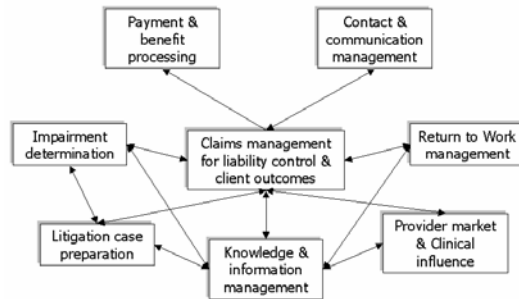 Payment &
benefit
processing
Contact &
communication
management
Impairment
determination
Claims management
for liability control &
client outcomes
Return to Work
management
Litigation case
preparation
Knowledge &
information
management
Provider market
& Clinical
influence